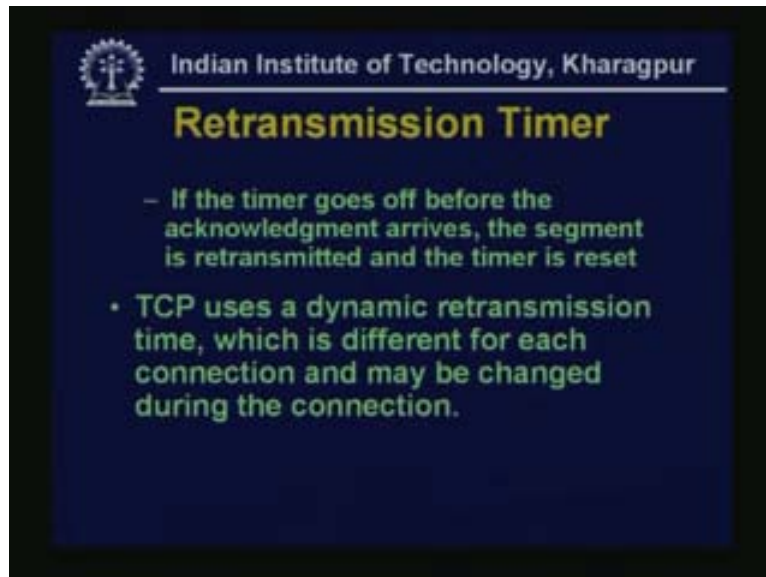 Indian Institute of Technology, Kharagpur
Retransmission Timer
– If the timer goes off before the
acknowledgment arrives, the segment
is retransmitted and the timer is reset
• TCP uses a dynamic retransmission
time, which is different for each
connection and may be changed
during the connection.